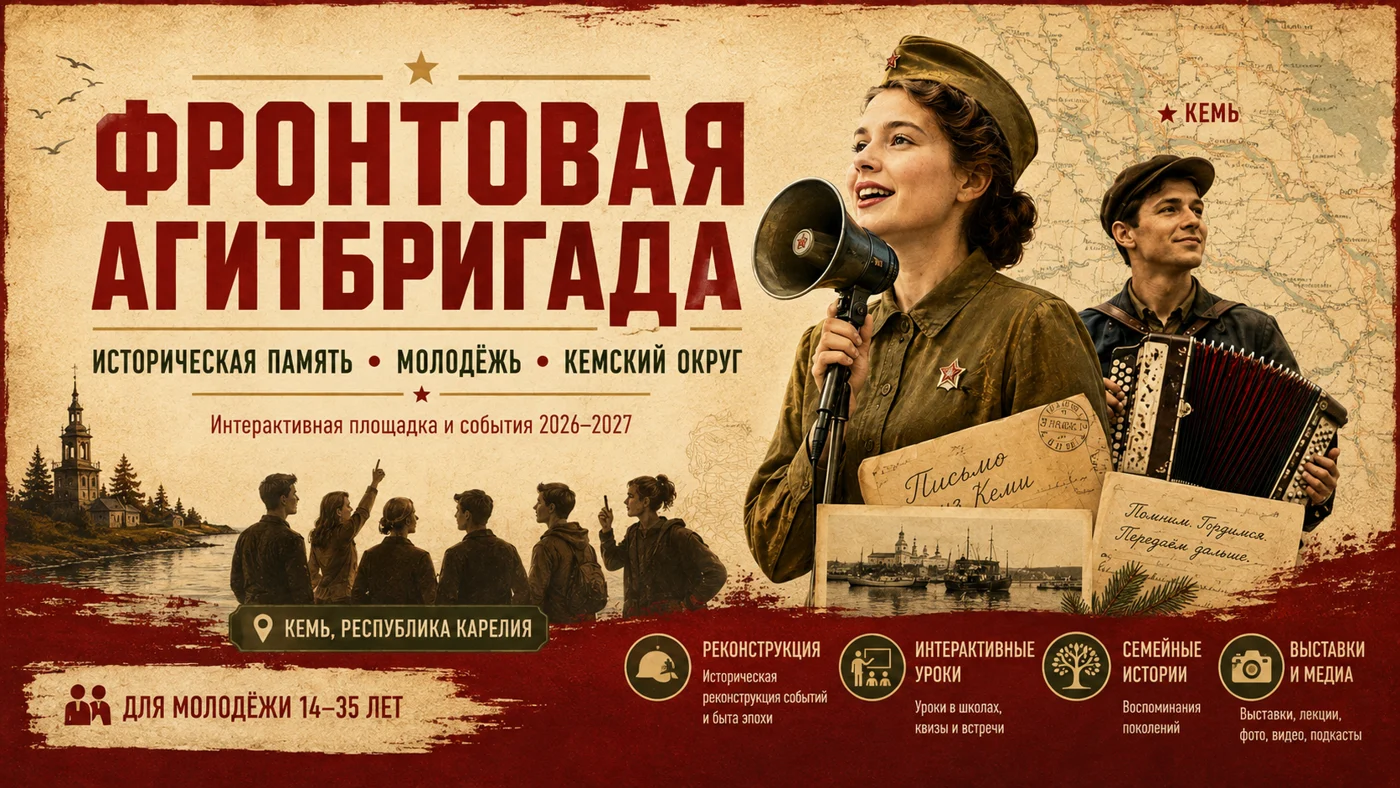 ФРОНТОВАЯ
АГИТБРИГАДА
ИСТОРИЧЕСКАЯ ПАМЯТЬ • МОЛОДЁЖЬ • КЕМСКИЙ ОКРУГ
Интерактивная площадка и события 2026–2027
КЕМЬ
Письмо
из Кеми
Помним. Гордимся.
Передаём дальше.
КЕМЬ, РЕСПУБЛИКА КАРЕЛИЯ
ДЛЯ МОЛОДЁЖИ 14–35 ЛЕТ
РЕКОНСТРУКЦИЯ
Историческая
реконструкция событий
и быта эпохи
ИНТЕРАКТИВНЫЕ
УРОКИ
Уроки в школах,
квизы и встречи
СЕМЕЙНЫЕ
ИСТОРИИ
Воспоминания
поколений
ВЫСТАВКИ
И МЕДИА
Выставки, лекции,
фото, видео, подкасты